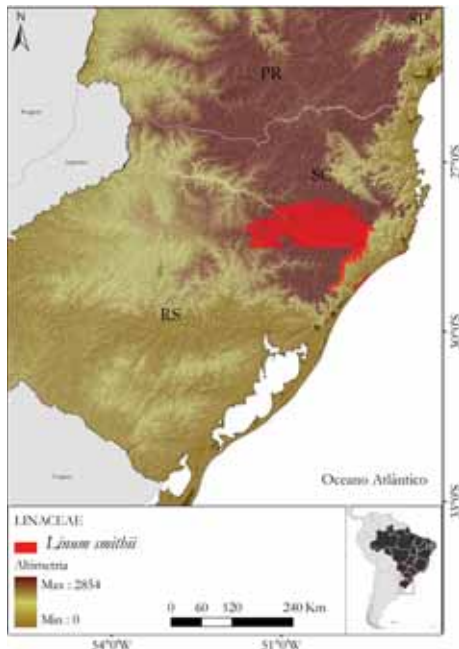 N
SP
PR
SC
RS
27°0'S
30°0'S
33°0'S
Oceano Atlântico
LINACEAE
Linum smithii
Altimetria
Max : 2854
Min : 0
0 60 120 240 Km
54°0'W
51°0'W